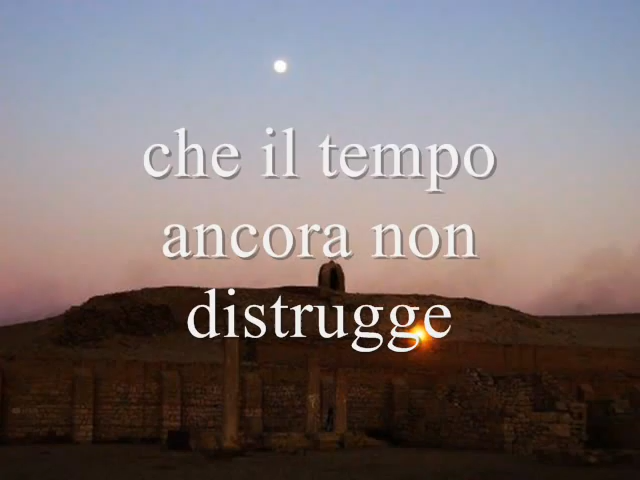 che il tempo
ancora non
distrugge